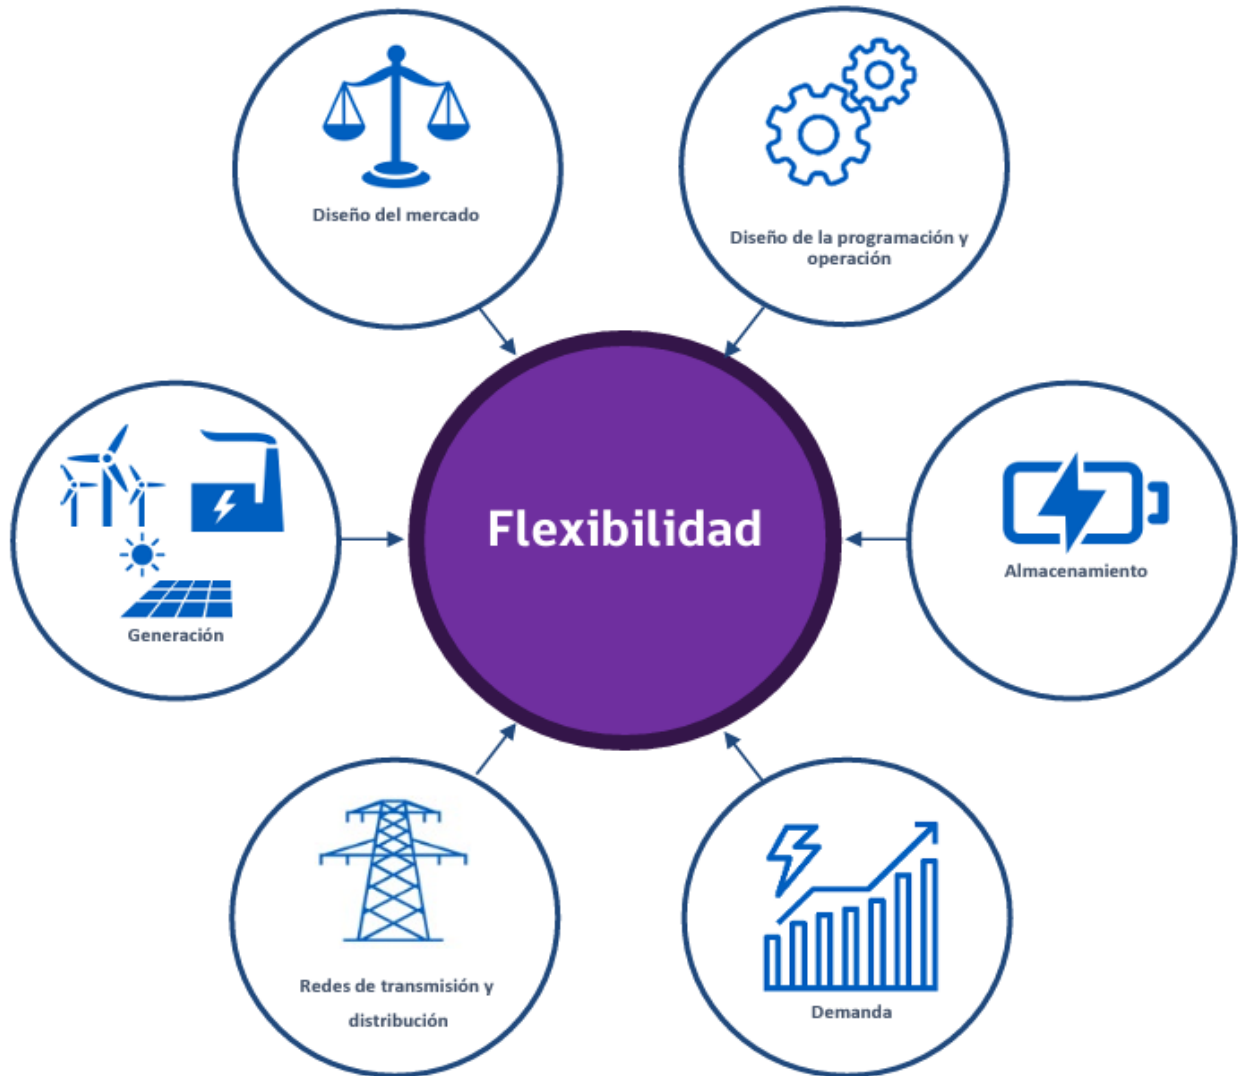 Diseño del mercado
Diseño de la programación y
operación
Flexibilidad
Generación
Almacenamiento
Redes de transmisión y
distribución
Demanda